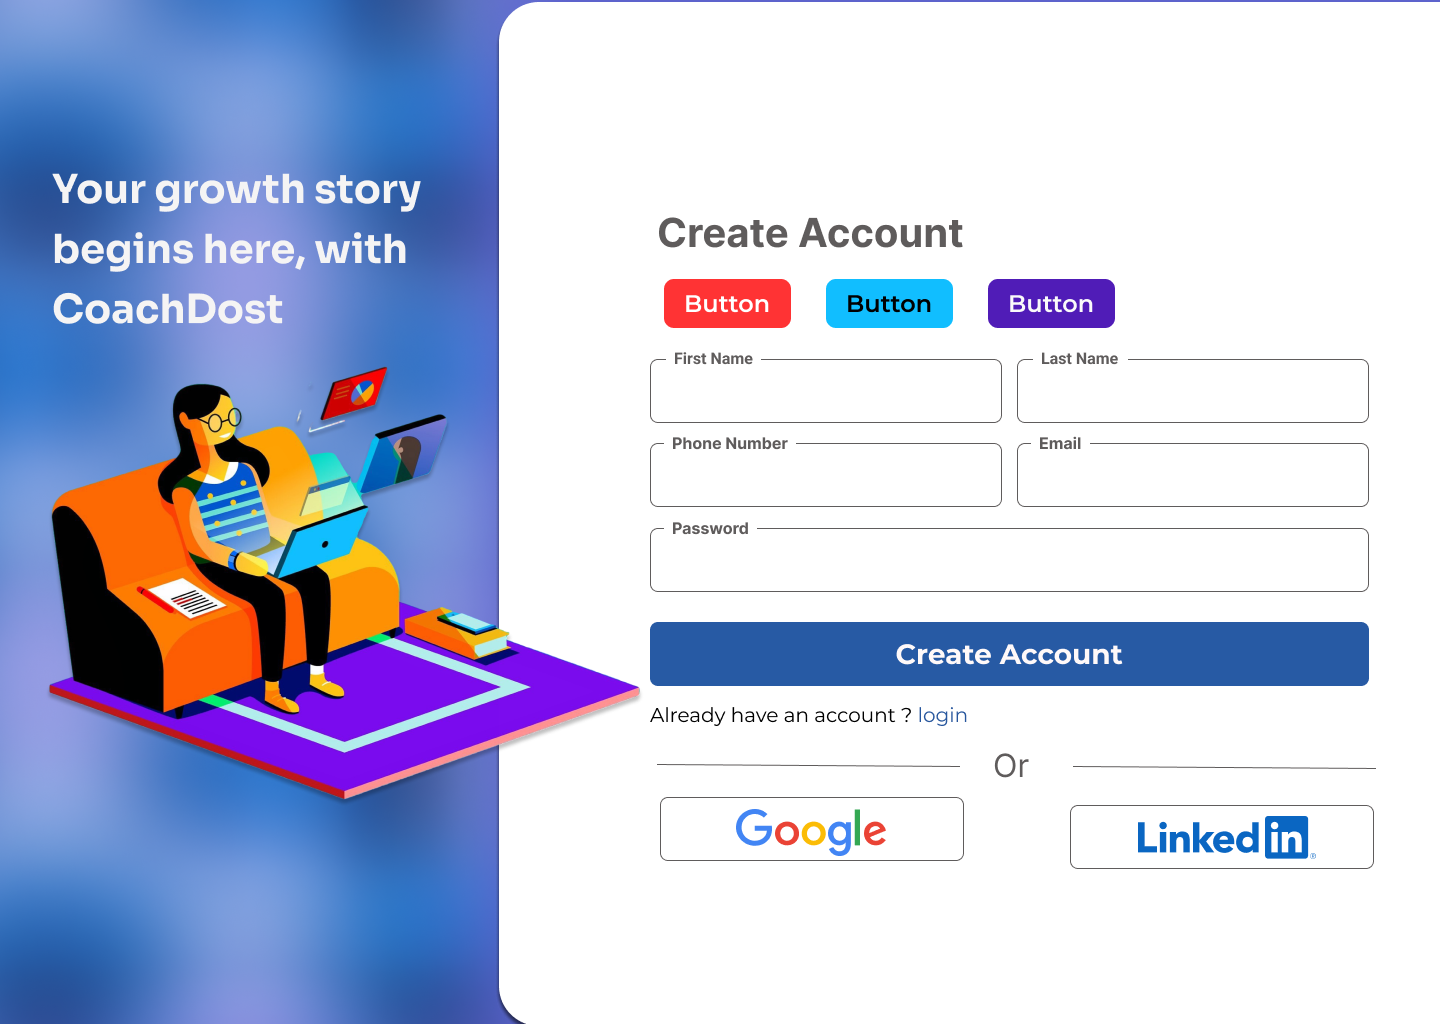 Your growth story
begins here, with
CoachDost
Create Account
Button Button Button
First Name Last Name
Phone Number Email
Password
Create Account
Already have an account ? login
Or
Google LinkedIn®